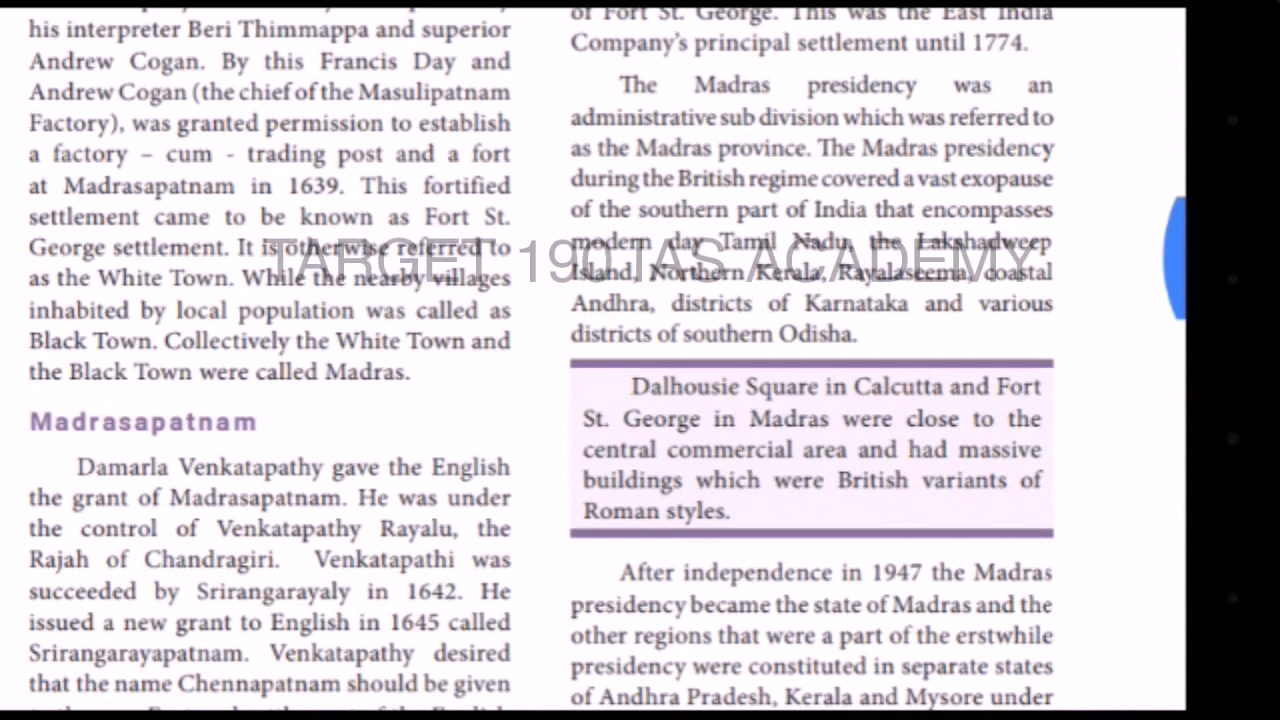 his interpreter Beri Thimmappa and superior
Andrew Cogan. By this Francis Day and
Andrew Cogan (the chief of the Masulipatnam
Factory), was granted permission to establish
a factory – cum - trading post and a fort
at Madrasapatnam in 1639. This fortified
settlement came to be known as Fort St.
George settlement. It is otherwise referred to
as the White Town. While the nearby villages
inhabited by local population was called as
Black Town. Collectively the White Town and
the Black Town were called Madras.
Madrasapatnam
Damarla Venkatapathy gave the English
the grant of Madrasapatnam. He was under
the control of Venkatapathy Rayalu, the
Rajah of Chandragiri. Venkatapathi was
succeeded by Srirangarayaly in 1642. He
issued a new grant to English in 1645 called
Srirangarayapatnam. Venkatapathy desired
that the name Chennapatnam should be given
of Fort St. George. This was the East India
Company’s principal settlement until 1774.
The Madras presidency was an
administrative sub division which was referred to
as the Madras province. The Madras presidency
during the British regime covered a vast exopause
of the southern part of India that encompasses
modern day Tamil Nadu, the Lakshadweep
Island, Northern Kerala, Rayalaseema, coastal
Andhra, districts of Karnataka and various
districts of southern Odisha.
Dalhousie Square in Calcutta and Fort
St. George in Madras were close to the
central commercial area and had massive
buildings which were British variants of
Roman styles.
After independence in 1947 the Madras
presidency became the state of Madras and the
other regions that were a part of the erstwhile
presidency were constituted in separate states
of Andhra Pradesh, Kerala and Mysore under
TARGET 190 IAS ACADEMY